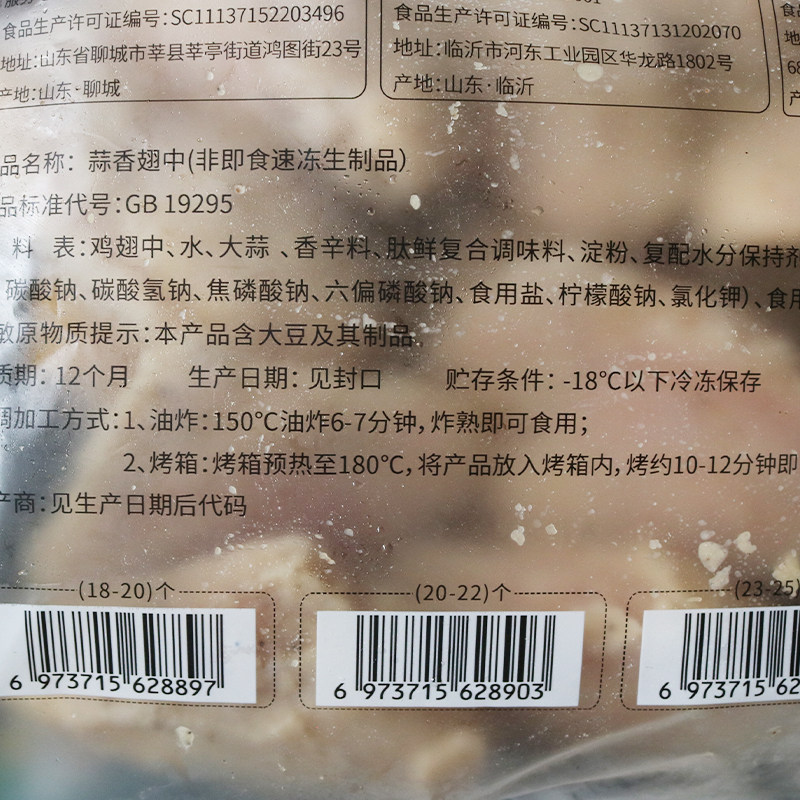 食品生产许可证编号：SC11137152203496
地址：山东省聊城市莘县莘亭街道鸿图街23号
产地：山东·聊城
食品生产许可证编号：SC11137131202070
地址：临沂市河东工业园区华龙路1802号
产地：山东·临沂
品名称：蒜香翅中(非即食速冻生制品)
品标准代号：GB 19295
料 表：鸡翅中、水、大蒜 、香辛料、肽鲜复合调味料、淀粉、复配水分保持剂
碳酸钠、碳酸氢钠、焦磷酸钠、六偏磷酸钠、食用盐、柠檬酸钠、氯化钾）、食用
敏原物质提示：本产品含大豆及其制品。
质期：12个月 生产日期：见封口 贮存条件：-18℃以下冷冻保存
调加工方式：1、油炸：150℃油炸6-7分钟，炸熟即可食用；
2、烤箱：烤箱预热至180℃，将产品放入烤箱内，烤约10-12分钟即
产商：见生产日期后代码
(18-20)个
(20-22)个
(23-25)
6 973715 628897
6 973715 628903
6 973715 62